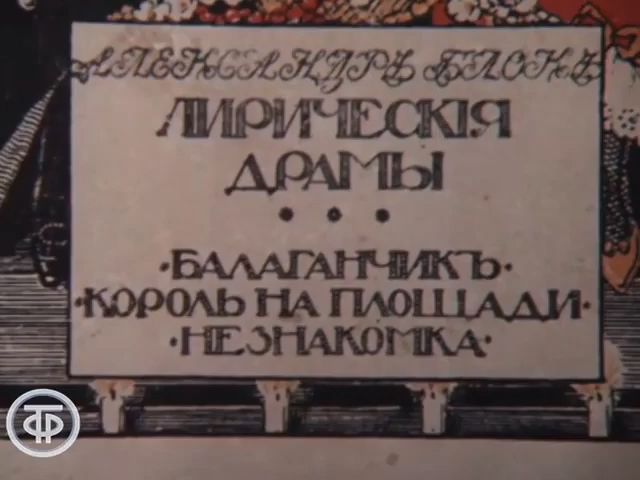 АЛЕКСАНДРЪ БЛОКЪ
ЛИРИЧЕСКІЯ
ДРАМЫ
• • •
·БАЛАГАНЧИКЪ·
·КОРОЛЬ НА ПЛОЩАДИ·
·НЕЗНАКОМКА·